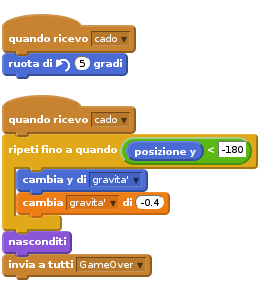 quando ricevo cado
ruota di 5 gradi
quando ricevo cado
ripeti fino a quando posizione y < -180
cambia y di gravita'
cambia gravita' di -0.4
nasconditi
invia a tutti GameOver